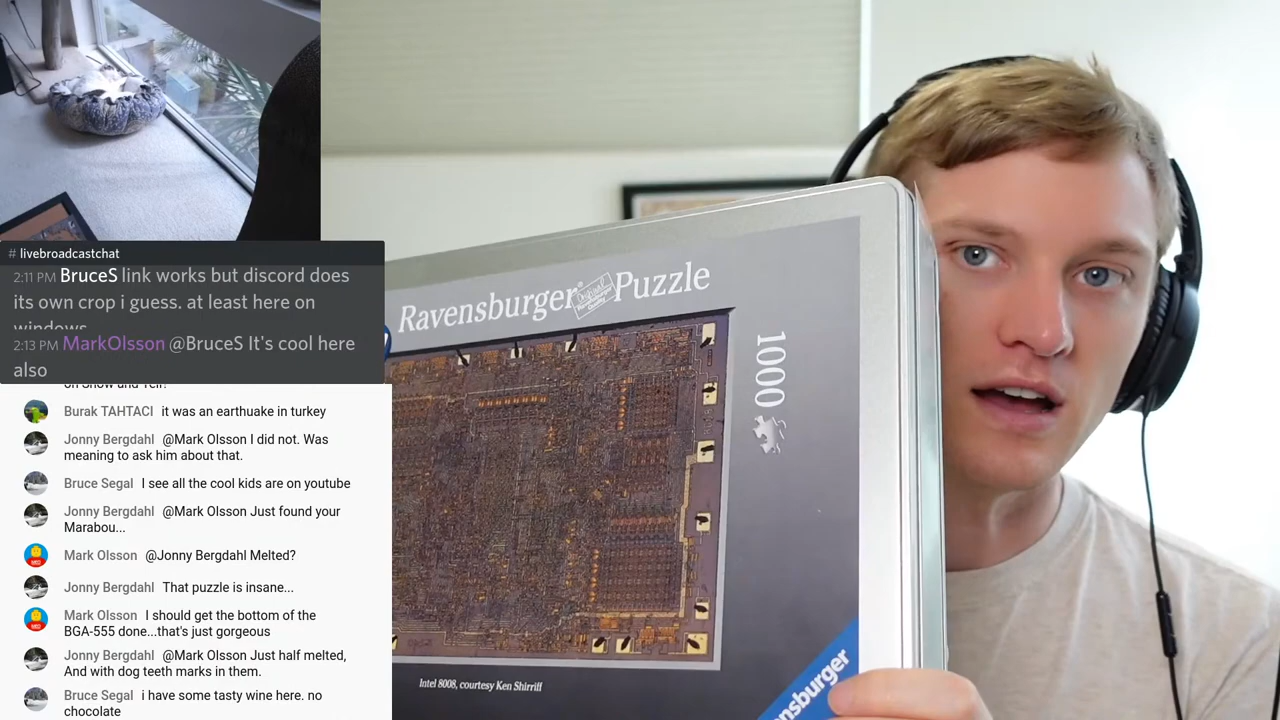 # livebroadcastchat
2:11 PM BruceS link works but discord does
its own crop i guess. at least here on
windows
2:13 PM MarkOlsson @BruceS It's cool here
also
on Show and Tell?
Burak TAHTACI it was an earthuake in turkey
Jonny Bergdahl @Mark Olsson I did not. Was
meaning to ask him about that.
Bruce Segal I see all the cool kids are on youtube
Jonny Bergdahl @Mark Olsson Just found your
Marabou...
Mark Olsson @Jonny Bergdahl Melted?
Jonny Bergdahl That puzzle is insane...
Mark Olsson I should get the bottom of the
BGA-555 done...that's just gorgeous
Jonny Bergdahl @Mark Olsson Just half melted,
And with dog teeth marks in them.
Bruce Segal i have some tasty wine here. no
chocolate
Ravensburger® Puzzle
1000
Intel 8008, courtesy Ken Shirriff
nsburger